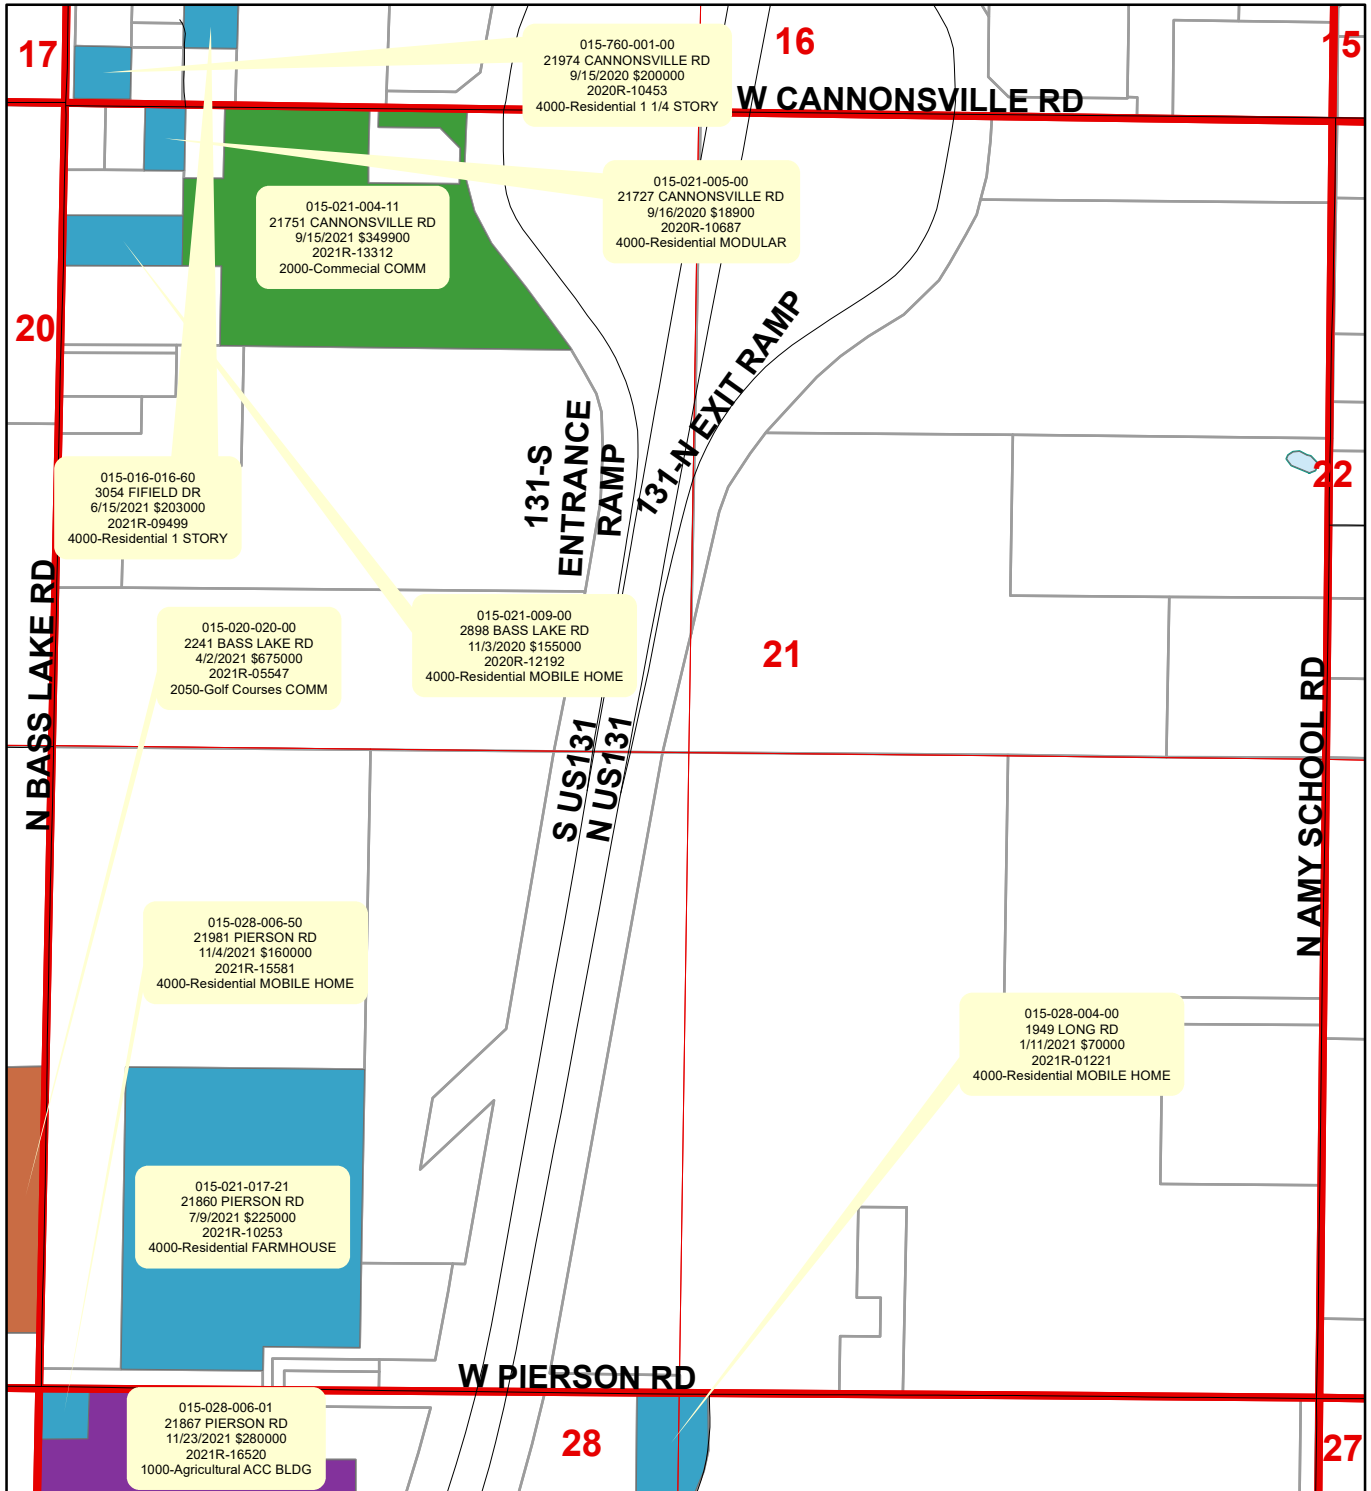 17
16
15
015-760-001-00
21974 CANNONSVILLE RD
9/15/2020 $200000
2020R-10453
4000-Residential 1 1/4 STORY
W CANNONSVILLE RD
015-021-005-00
21727 CANNONSVILLE RD
9/16/2020 $18900
2020R-10687
4000-Residential MODULAR
015-021-004-11
21751 CANNONSVILLE RD
9/15/2021 $349900
2021R-13312
2000-Commecial COMM
20
131-S
ENTRANCE
RAMP
131-N EXIT RAMP
22
015-016-016-60
3054 FIFIELD DR
6/15/2021 $203000
2021R-09499
4000-Residential 1 STORY
N BASS LAKE RD
015-020-020-00
2241 BASS LAKE RD
4/2/2021 $675000
2021R-05547
2050-Golf Courses COMM
015-021-009-00
2898 BASS LAKE RD
11/3/2020 $155000
2020R-12192
4000-Residential MOBILE HOME
21
S US131
N US131
N AMY SCHOOL RD
015-028-006-50
21981 PIERSON RD
11/4/2021 $160000
2021R-15581
4000-Residential MOBILE HOME
015-028-004-00
1949 LONG RD
1/11/2021 $70000
2021R-01221
4000-Residential MOBILE HOME
015-021-017-21
21860 PIERSON RD
7/9/2021 $225000
2021R-10253
4000-Residential FARMHOUSE
W PIERSON RD
015-028-006-01
21867 PIERSON RD
11/23/2021 $280000
2021R-16520
1000-Agricultural ACC BLDG
28
27